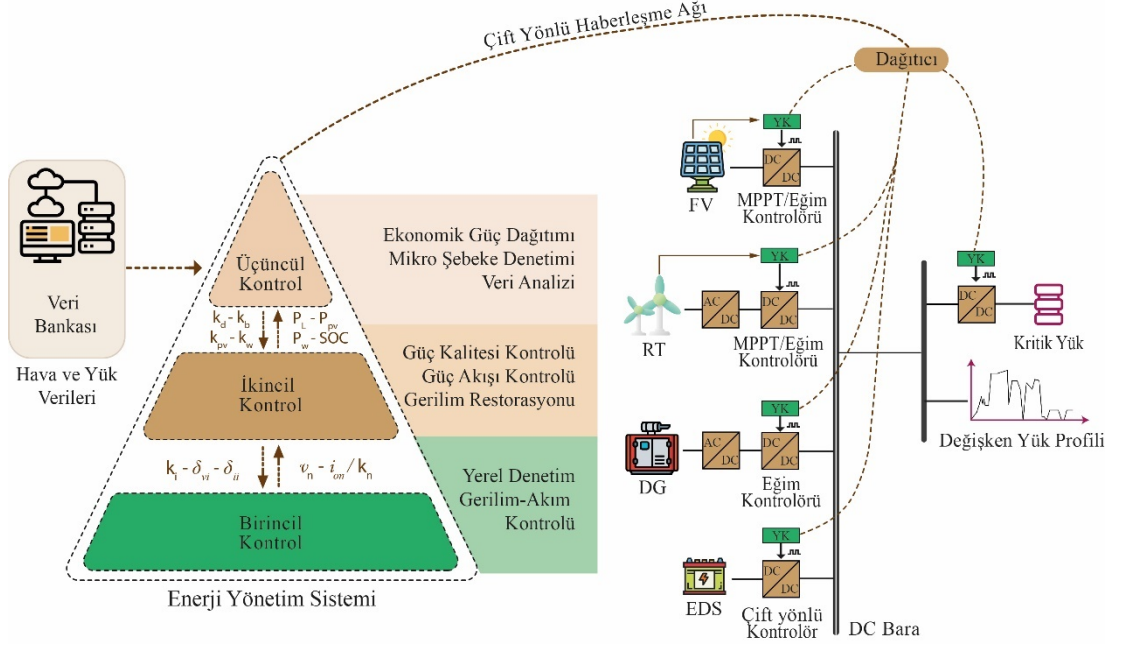 Çift Yönlü Haberleşme Ağı
Dağıtıcı
Veri
Bankası
Hava ve Yük
Verileri
Üçüncül
Kontrol
k_d - k_b
k_pv - k_w
P_L - P_pv
P_w - SOC
İkincil
Kontrol
k_i - δ_vi - δ_ii
v_n - i_on / k_n
Birincil
Kontrol
Enerji Yönetim Sistemi
Ekonomik Güç Dağıtımı
Mikro Şebeke Denetimi
Veri Analizi
Güç Kalitesi Kontrolü
Güç Akışı Kontrolü
Gerilim Restorasyonu
Yerel Denetim
Gerilim-Akım
Kontrolü
YK
DC
DC
FV
MPPT/Eğim
Kontrolörü
YK
AC
DC
DC
DC
RT
MPPT/Eğim
Kontrolörü
YK
AC
DC
DC
DC
DG
Eğim
Kontrolörü
YK
DC
DC
EDS
Çift yönlü
Kontrolör
DC Bara
YK
DC
DC
Kritik Yük
Değişken Yük Profili